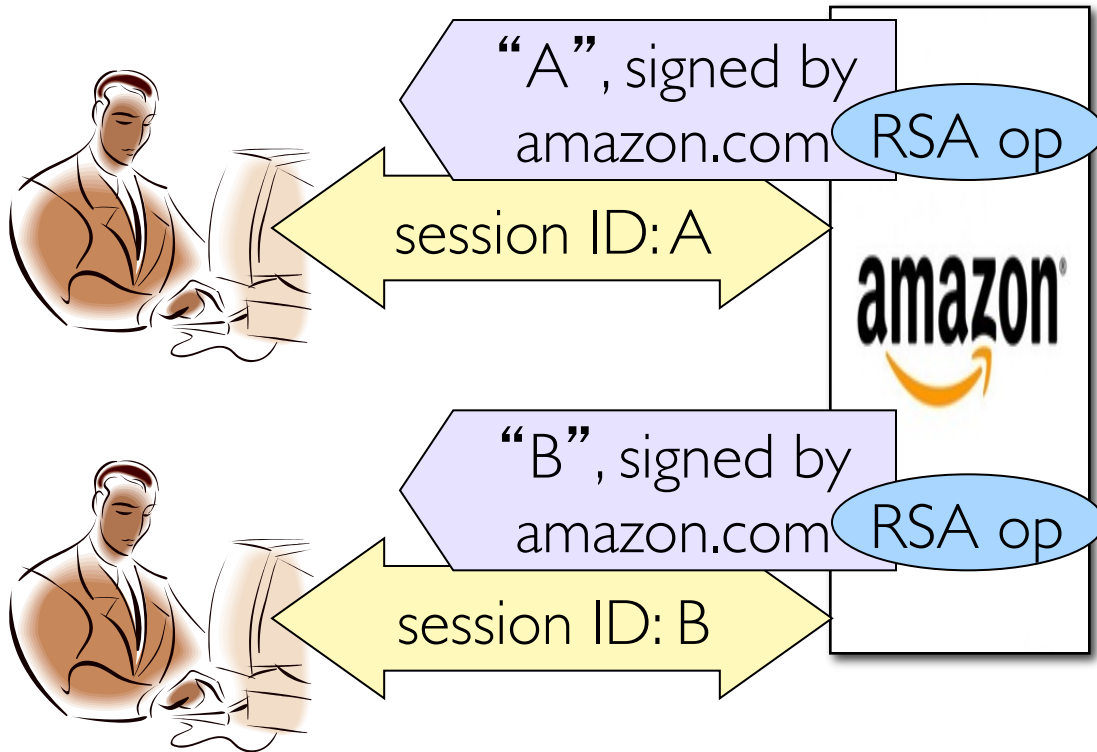 “A”, signed by
amazon.com
RSA op
session ID: A
amazon®
“B”, signed by
amazon.com
RSA op
session ID: B